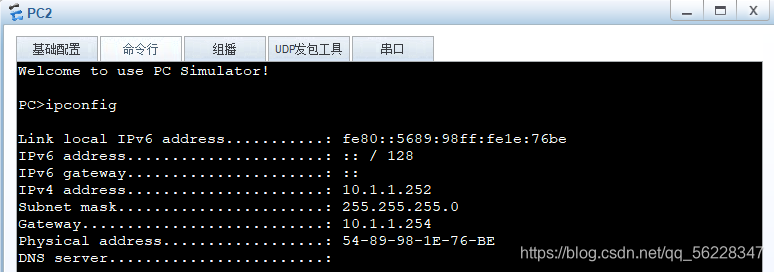 PC2
基础配置 命令行 组播 UDP发包工具 串口
Welcome to use PC Simulator!
PC>ipconfig
Link local IPv6 address...........: fe80::5689:98ff:fe1e:76be
IPv6 address......................: :: / 128
IPv6 gateway......................: ::
IPv4 address......................: 10.1.1.252
Subnet mask.......................: 255.255.255.0
Gateway...........................: 10.1.1.254
Physical address..................: 54-89-98-1E-76-BE
DNS server........................:
https://blog.csdn.net/qq_56228347